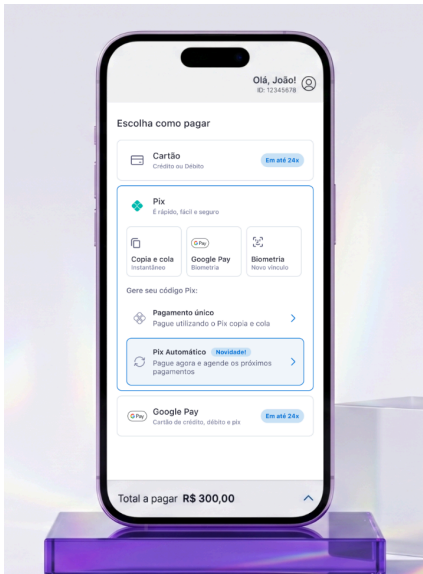 Olá, João!
ID: 12345678
Escolha como pagar
Cartão
Crédito ou Débito
Em até 24x
Pix
É rápido, fácil e seguro
Copia e cola
Instantâneo
G Pay
Google Pay
Biometria
Biometria
Novo vínculo
Gere seu código Pix:
Pagamento único
Pague utilizando o Pix copia e cola
Pix Automático Novidade!
Pague agora e agende os próximos
pagamentos
G Pay
Google Pay
Cartão de crédito, débito e pix
Em até 24x
Total a pagar R$ 300,00